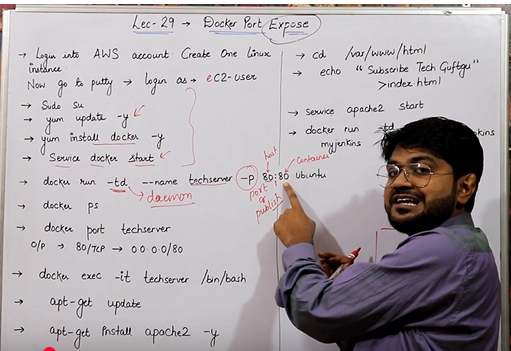 Lec-29 → Docker Port Expose
→ Login into AWS account. Create One Linux
instance
Now go to putty → login as → eC2-user
→ Sudo su
→ yum update -y
→ yum install docker -y
→ Service docker start
→ docker run -td --name techserver -p 80:80 ubuntu
daemon
host
container
port
or
publish
→ docker ps
→ docker port techserver
O/P → 80/TCP → 0.0.0.0/80
→ docker exec -it techserver /bin/bash
→ apt-get update
→ apt-get install apache2 -y
→ cd /var/www/html
→ echo "Subscribe Tech Guftgu"
>index.html
→ Service apache2 start
→ docker run -td
myjenkins